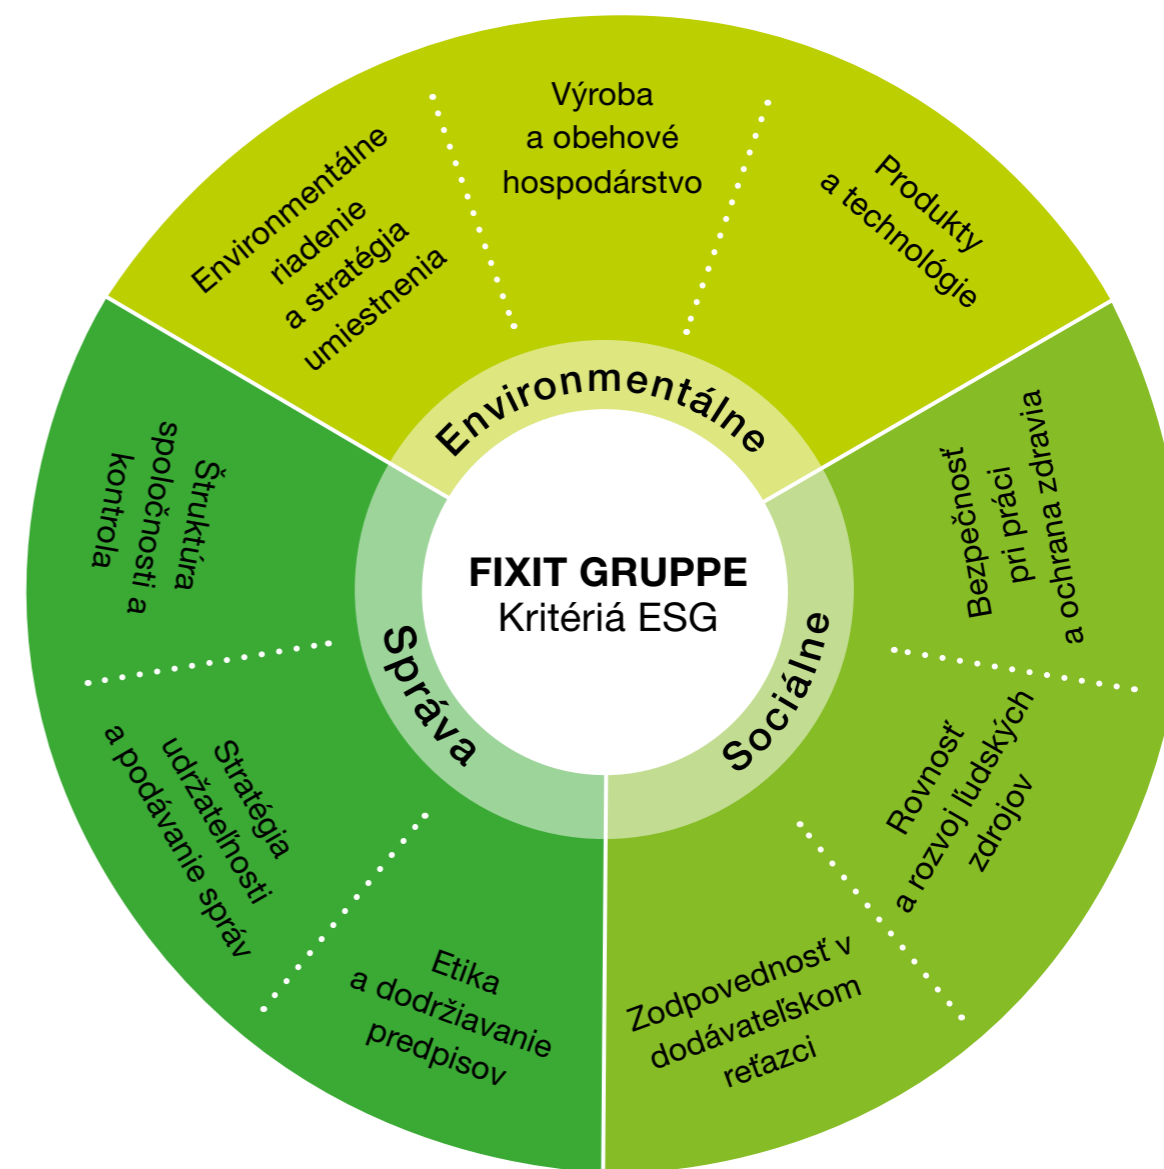 Výroba
a obehové
hospodárstvo
Produkty
a technológie
Environmentálne
riadenie
a stratégia
umiestnenia
Environmentálne
Bezpečnosť
pri práci
a ochrana zdravia
Štruktúra
spoločnosti a
kontrola
FIXIT GRUPPE
Kritériá ESG
Správa
Sociálne
Rovnosť
a rozvoj ľudských
zdrojov
Stratégia
udržateľnosti
a podávanie správ
Etika
a dodržiavanie
predpisov
Zodpovednosť v
dodávateľskom
reťazci